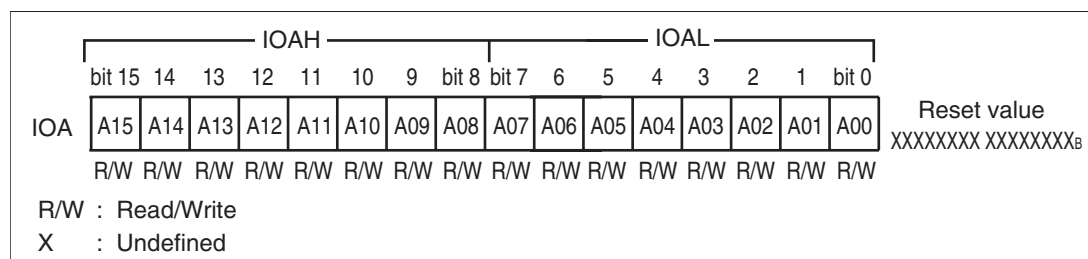 IOAH IOAL
bit 15 14 13 12 11 10 9 bit 8 bit 7 6 5 4 3 2 1 bit 0
IOA A15 A14 A13 A12 A11 A10 A09 A08 A07 A06 A05 A04 A03 A02 A01 A00 Reset value
XXXXXXXX XXXXXXXXB
R/W R/W R/W R/W R/W R/W R/W R/W R/W R/W R/W R/W R/W R/W R/W R/W
R/W : Read/Write
X : Undefined